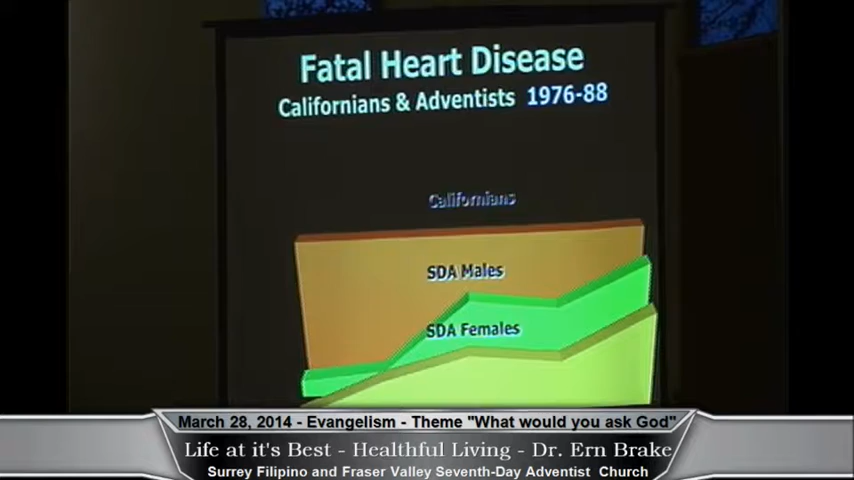 Fatal Heart Disease
Californians & Adventists 1976-88
Californians
SDA Males
SDA Females
March 28, 2014 - Evangelism - Theme "What would you ask God"
Life at it's Best - Healthful Living - Dr. Ern Brake
Surrey Filipino and Fraser Valley Seventh-Day Adventist Church